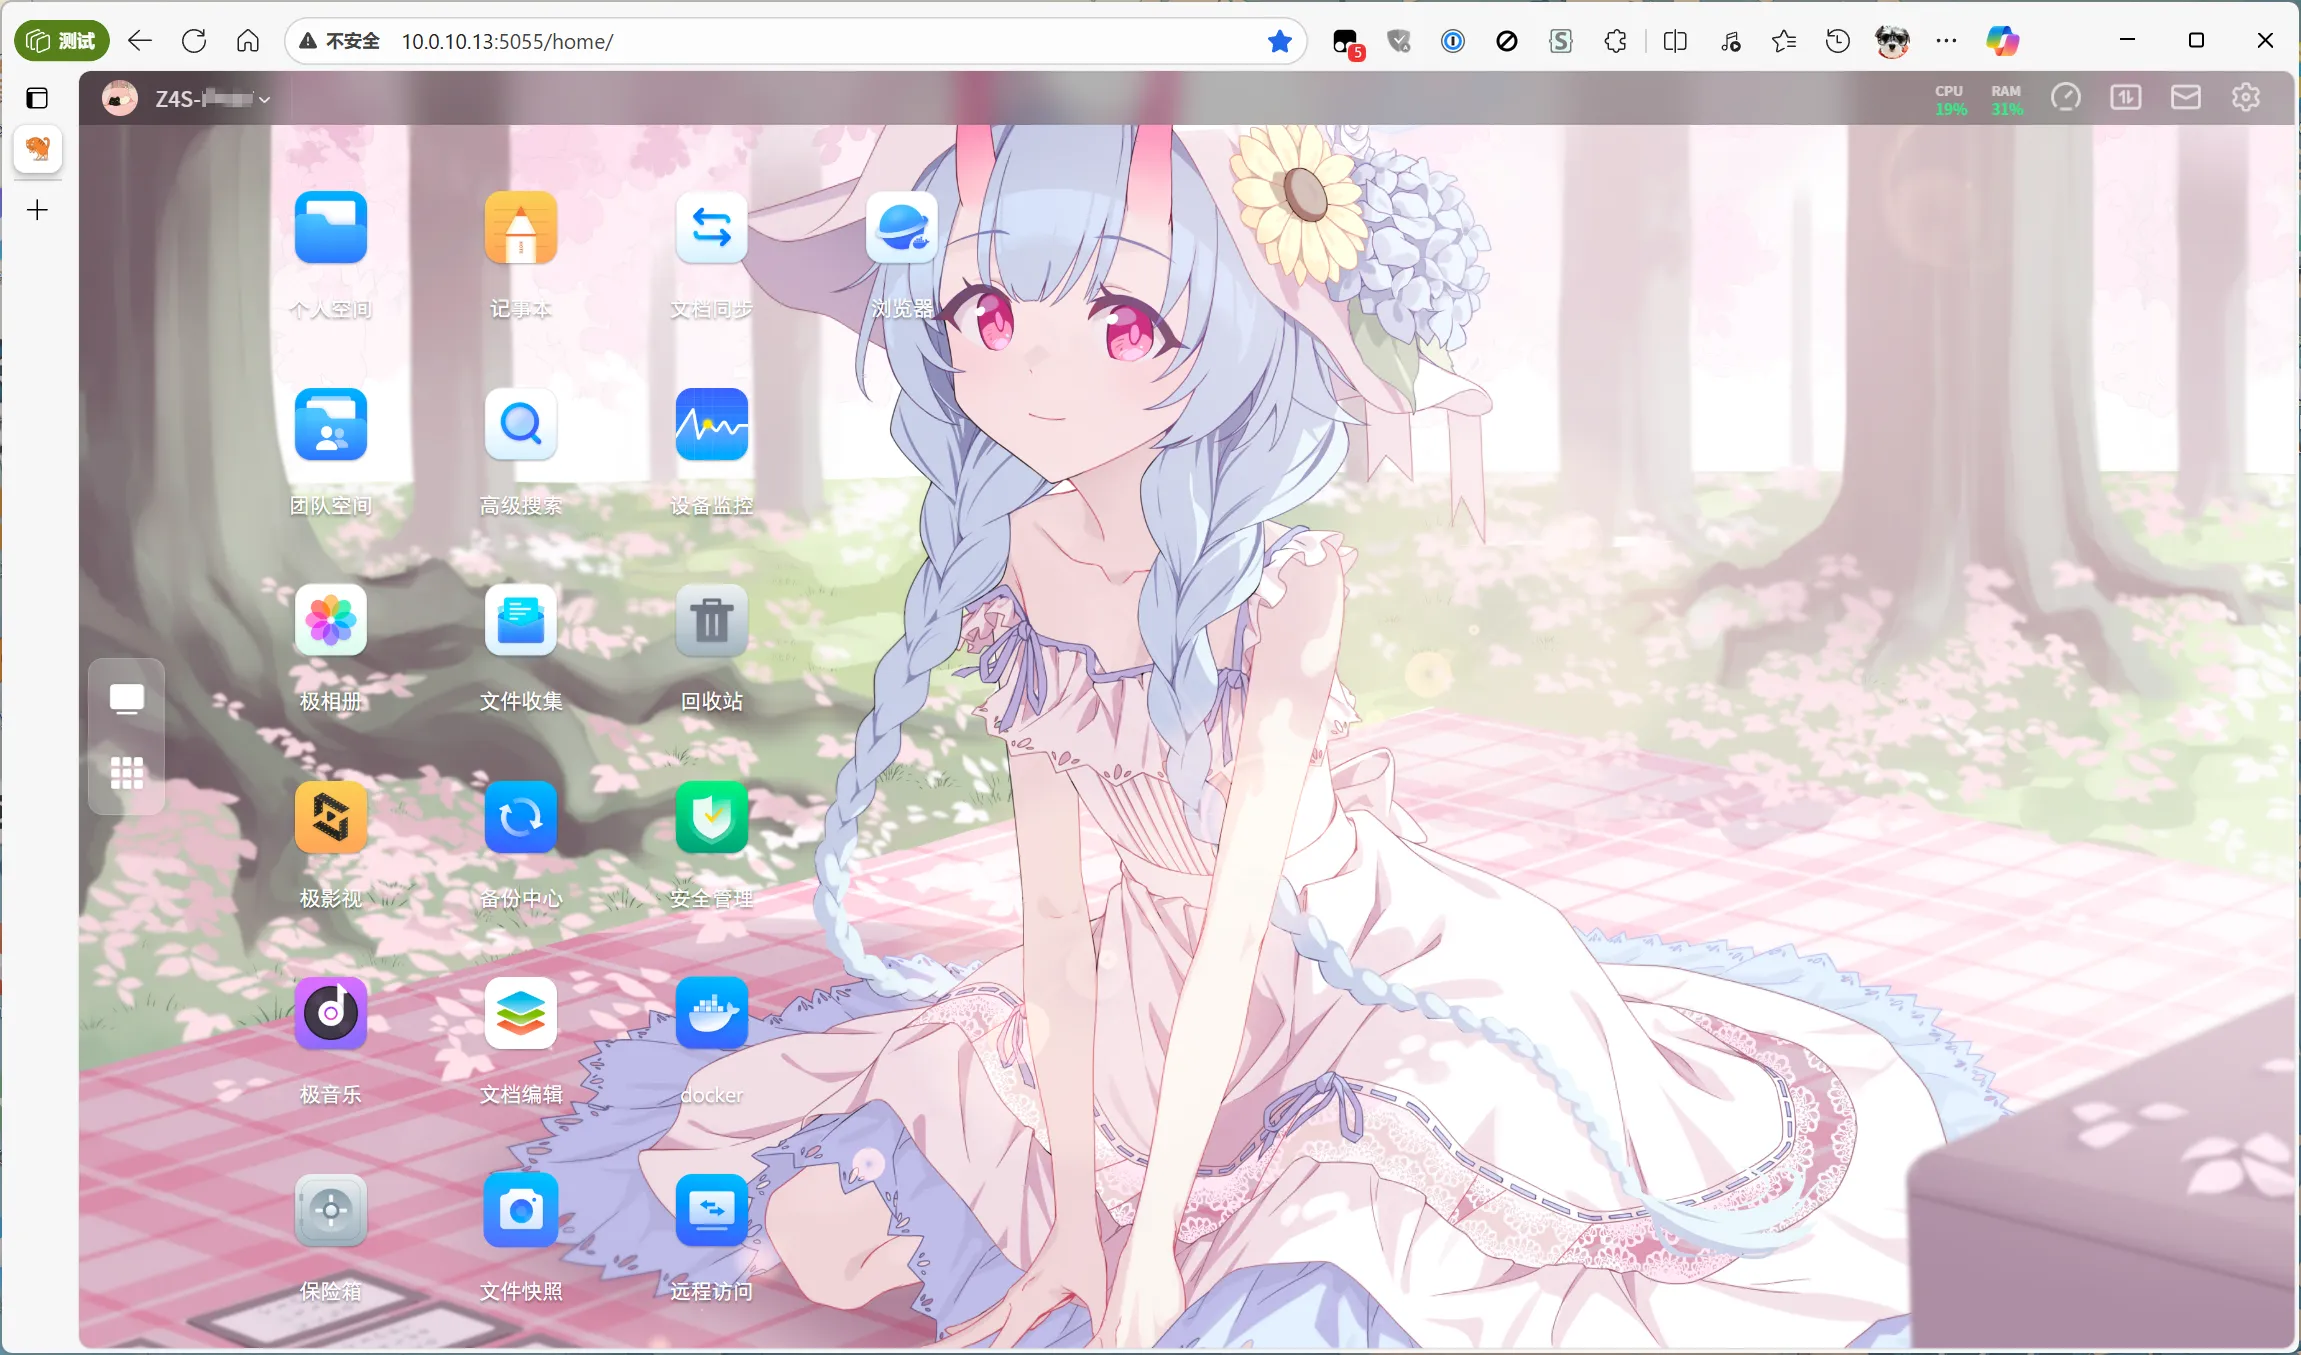 测试
不安全 10.0.10.13:5055/home/
5
Z4S-
CPU RAM
19% 31%
个人空间 记事本 文档同步 浏览器
团队空间 高级搜索 设备监控
极相册 文件收集 回收站
极影视 备份中心 安全管理
极音乐 文档编辑 docker
保险箱 文件快照 远程访问